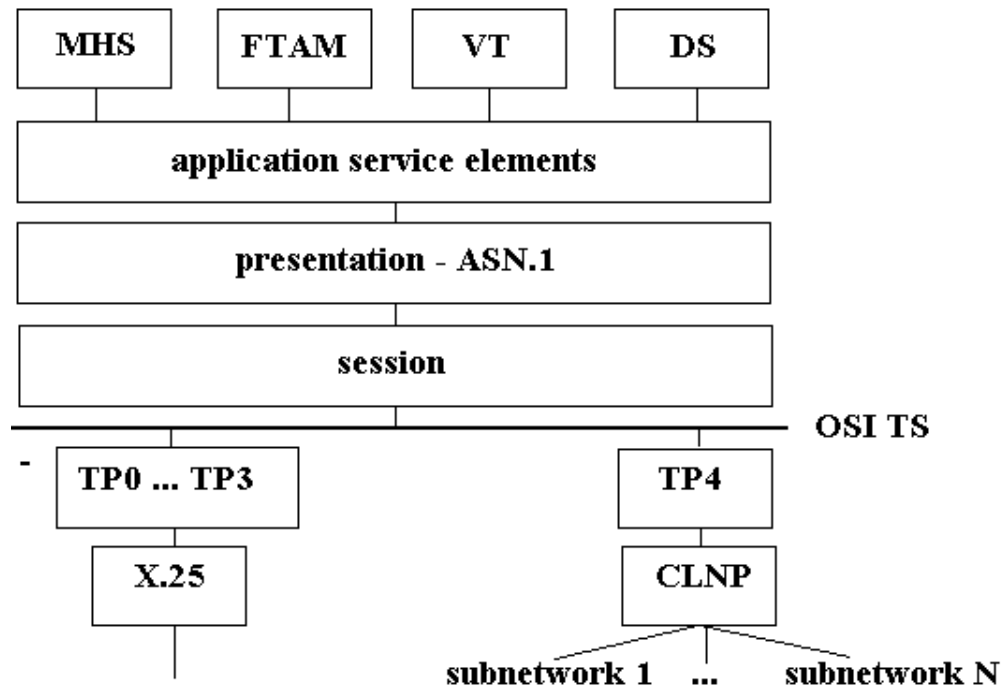 MHS FTAM VT DS
application service elements
presentation - ASN.1
session
OSI TS
-
TP0 ... TP3 TP4
X.25 CLNP
subnetwork 1 ... subnetwork N